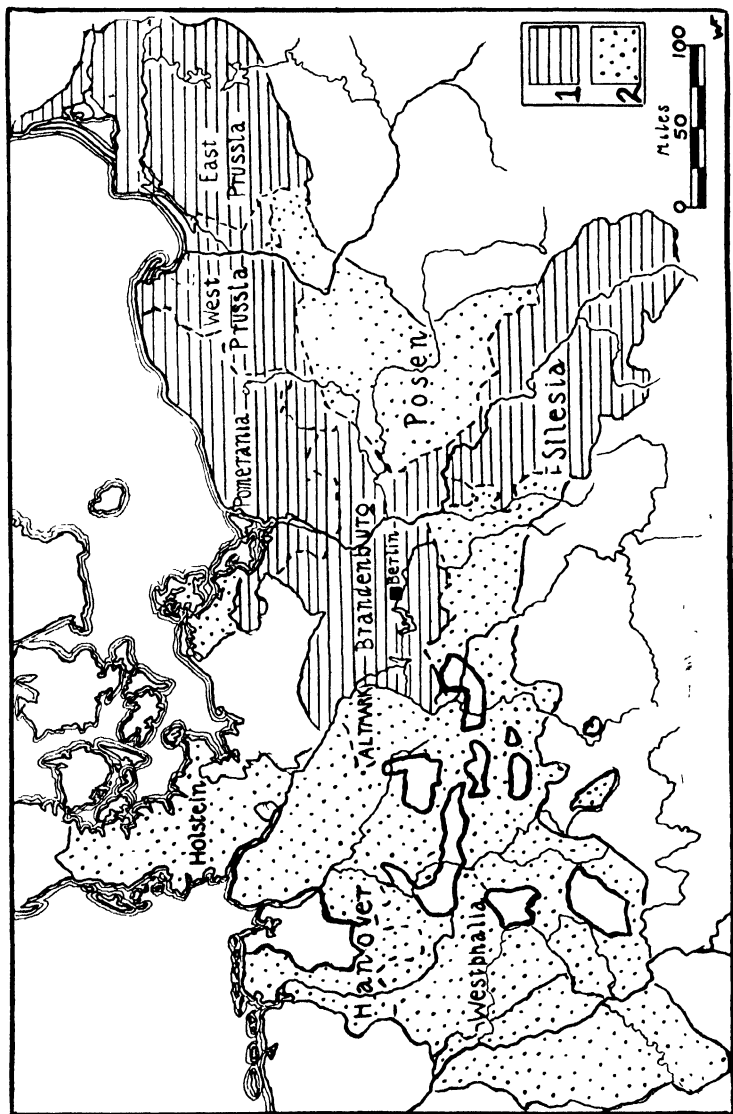 East
Prussia
West
Prussia
Pomerania
Posen
Silesia
Brandenburg
Berlin
ALTMARK
Holstein
Hanover
Westphalia
1
2
Miles
0 50 100